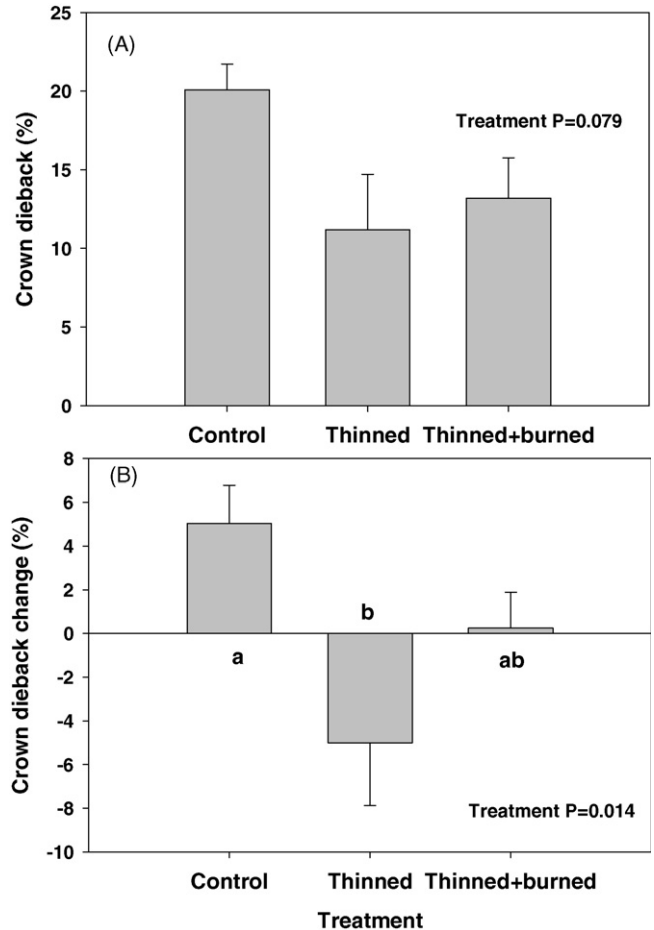 (A)
Crown dieback (%)
25
20
15
10
5
0
Treatment P=0.079
Control Thinned Thinned+burned
(B)
Crown dieback change (%)
8
6
4
2
0
-2
-4
-6
-8
-10
b
a
ab
Treatment P=0.014
Control Thinned Thinned+burned
Treatment